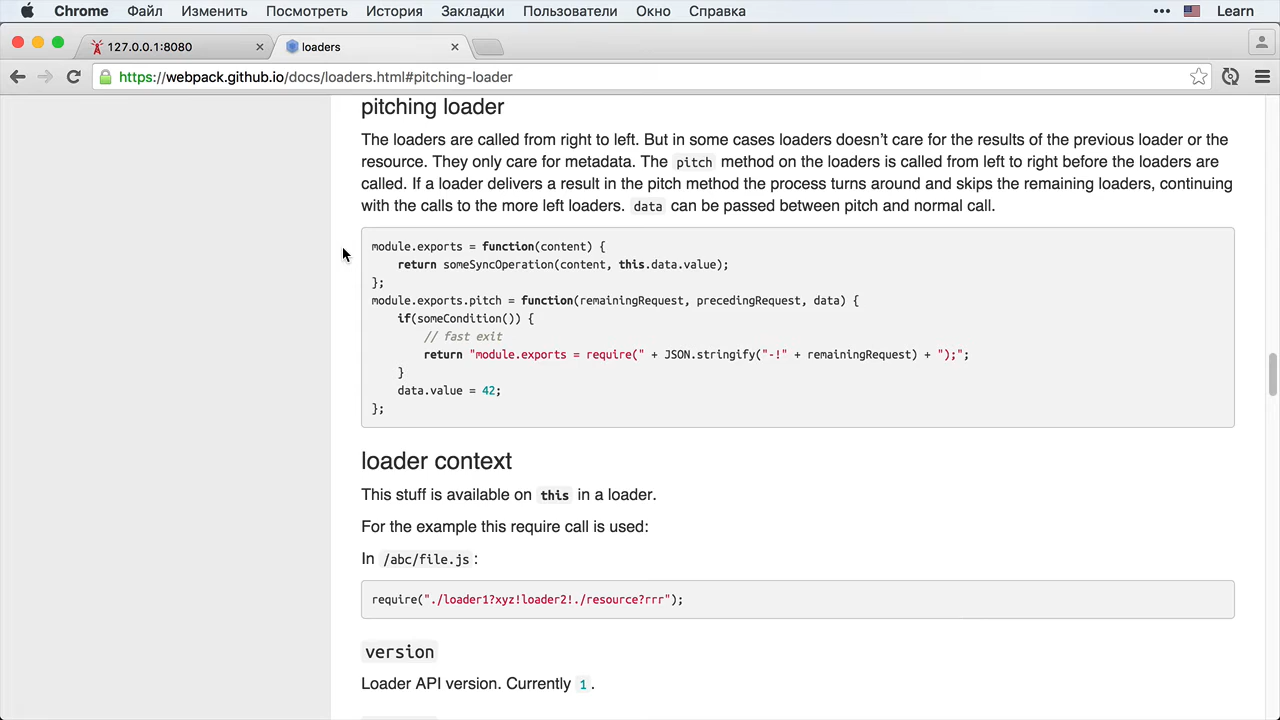 Chrome Файл Изменить Посмотреть История Закладки Пользователи Окно Справка ••• Learn
127.0.0.1:8080 loaders
https://webpack.github.io/docs/loaders.html#pitching-loader
pitching loader
The loaders are called from right to left. But in some cases loaders doesn't care for the results of the previous loader or the
resource. They only care for metadata. The pitch method on the loaders is called from left to right before the loaders are
called. If a loader delivers a result in the pitch method the process turns around and skips the remaining loaders, continuing
with the calls to the more left loaders. data can be passed between pitch and normal call.
module.exports = function(content) {
return someSyncOperation(content, this.data.value);
};
module.exports.pitch = function(remainingRequest, precedingRequest, data) {
if(someCondition()) {
// fast exit
return "module.exports = require(" + JSON.stringify("-!" + remainingRequest) + ");";
}
data.value = 42;
};
loader context
This stuff is available on this in a loader.
For the example this require call is used:
In /abc/file.js:
require("./loader1?xyz!loader2!./resource?rrr");
version
Loader API version. Currently 1.